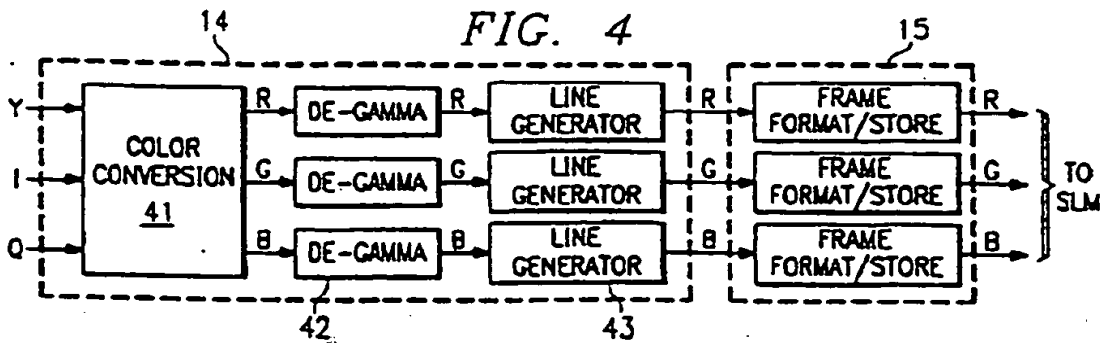 FIG. 4
14
15
Y
I
Q
COLOR
CONVERSION
41
R
DE-GAMMA
R
LINE
GENERATOR
R
FRAME
FORMAT/STORE
R
G
DE-GAMMA
G
LINE
GENERATOR
G
FRAME
FORMAT/STORE
G
B
DE-GAMMA
B
LINE
GENERATOR
B
FRAME
FORMAT/STORE
B
TO
SLM
42
43